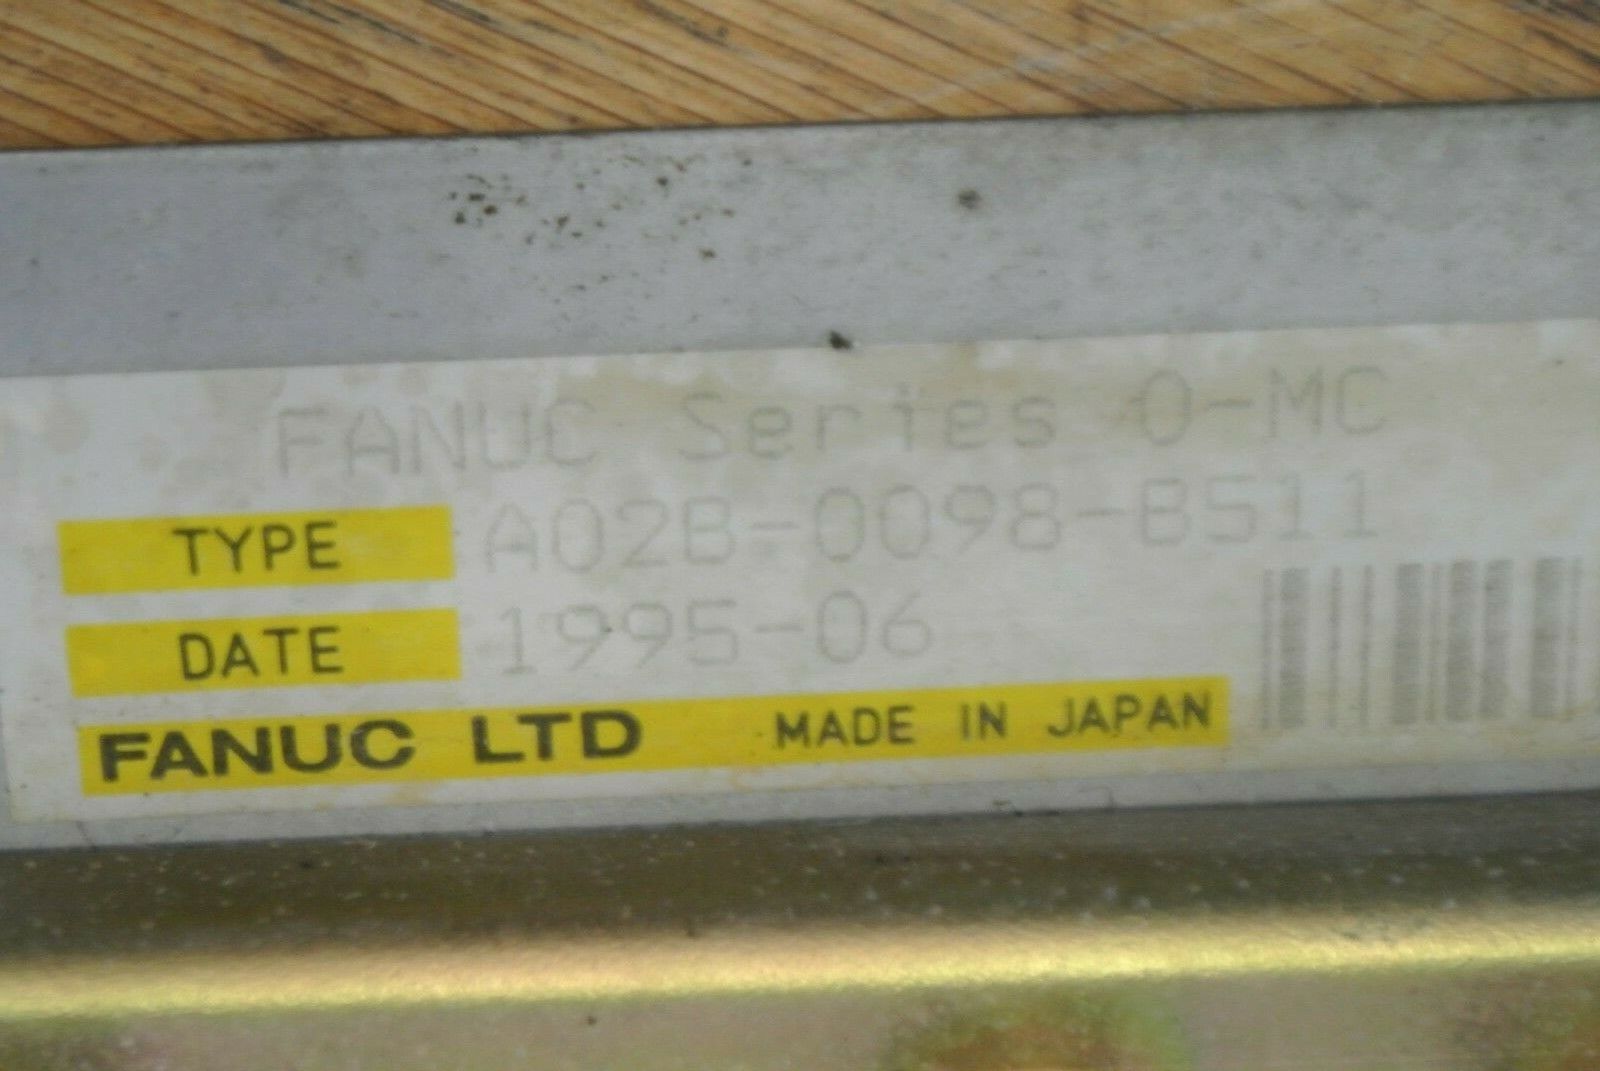 FANUC Series 0-MC
TYPE A02B-0098-B511
DATE 1995-06
FANUC LTD MADE IN JAPAN